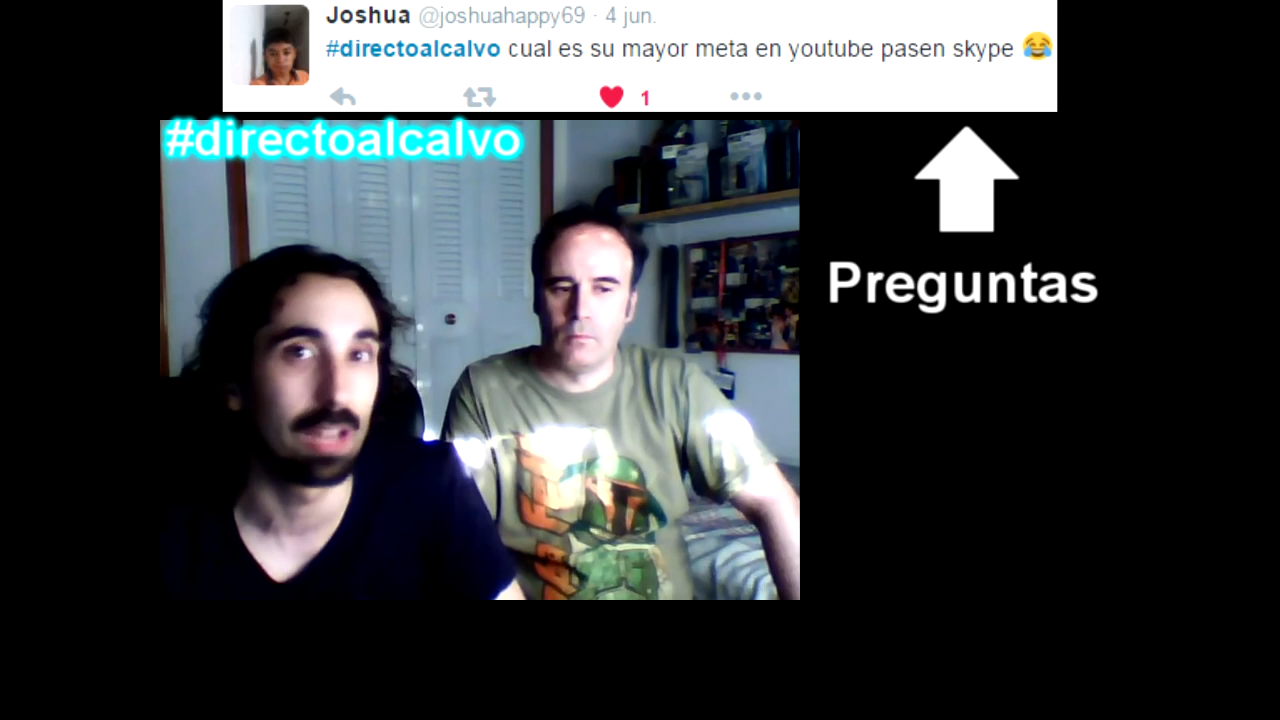 Joshua @joshuahappy69 · 4 jun.
#directoalcalvo cual es su mayor meta en youtube pasen skype 😂
1
#directoalcalvo
Preguntas